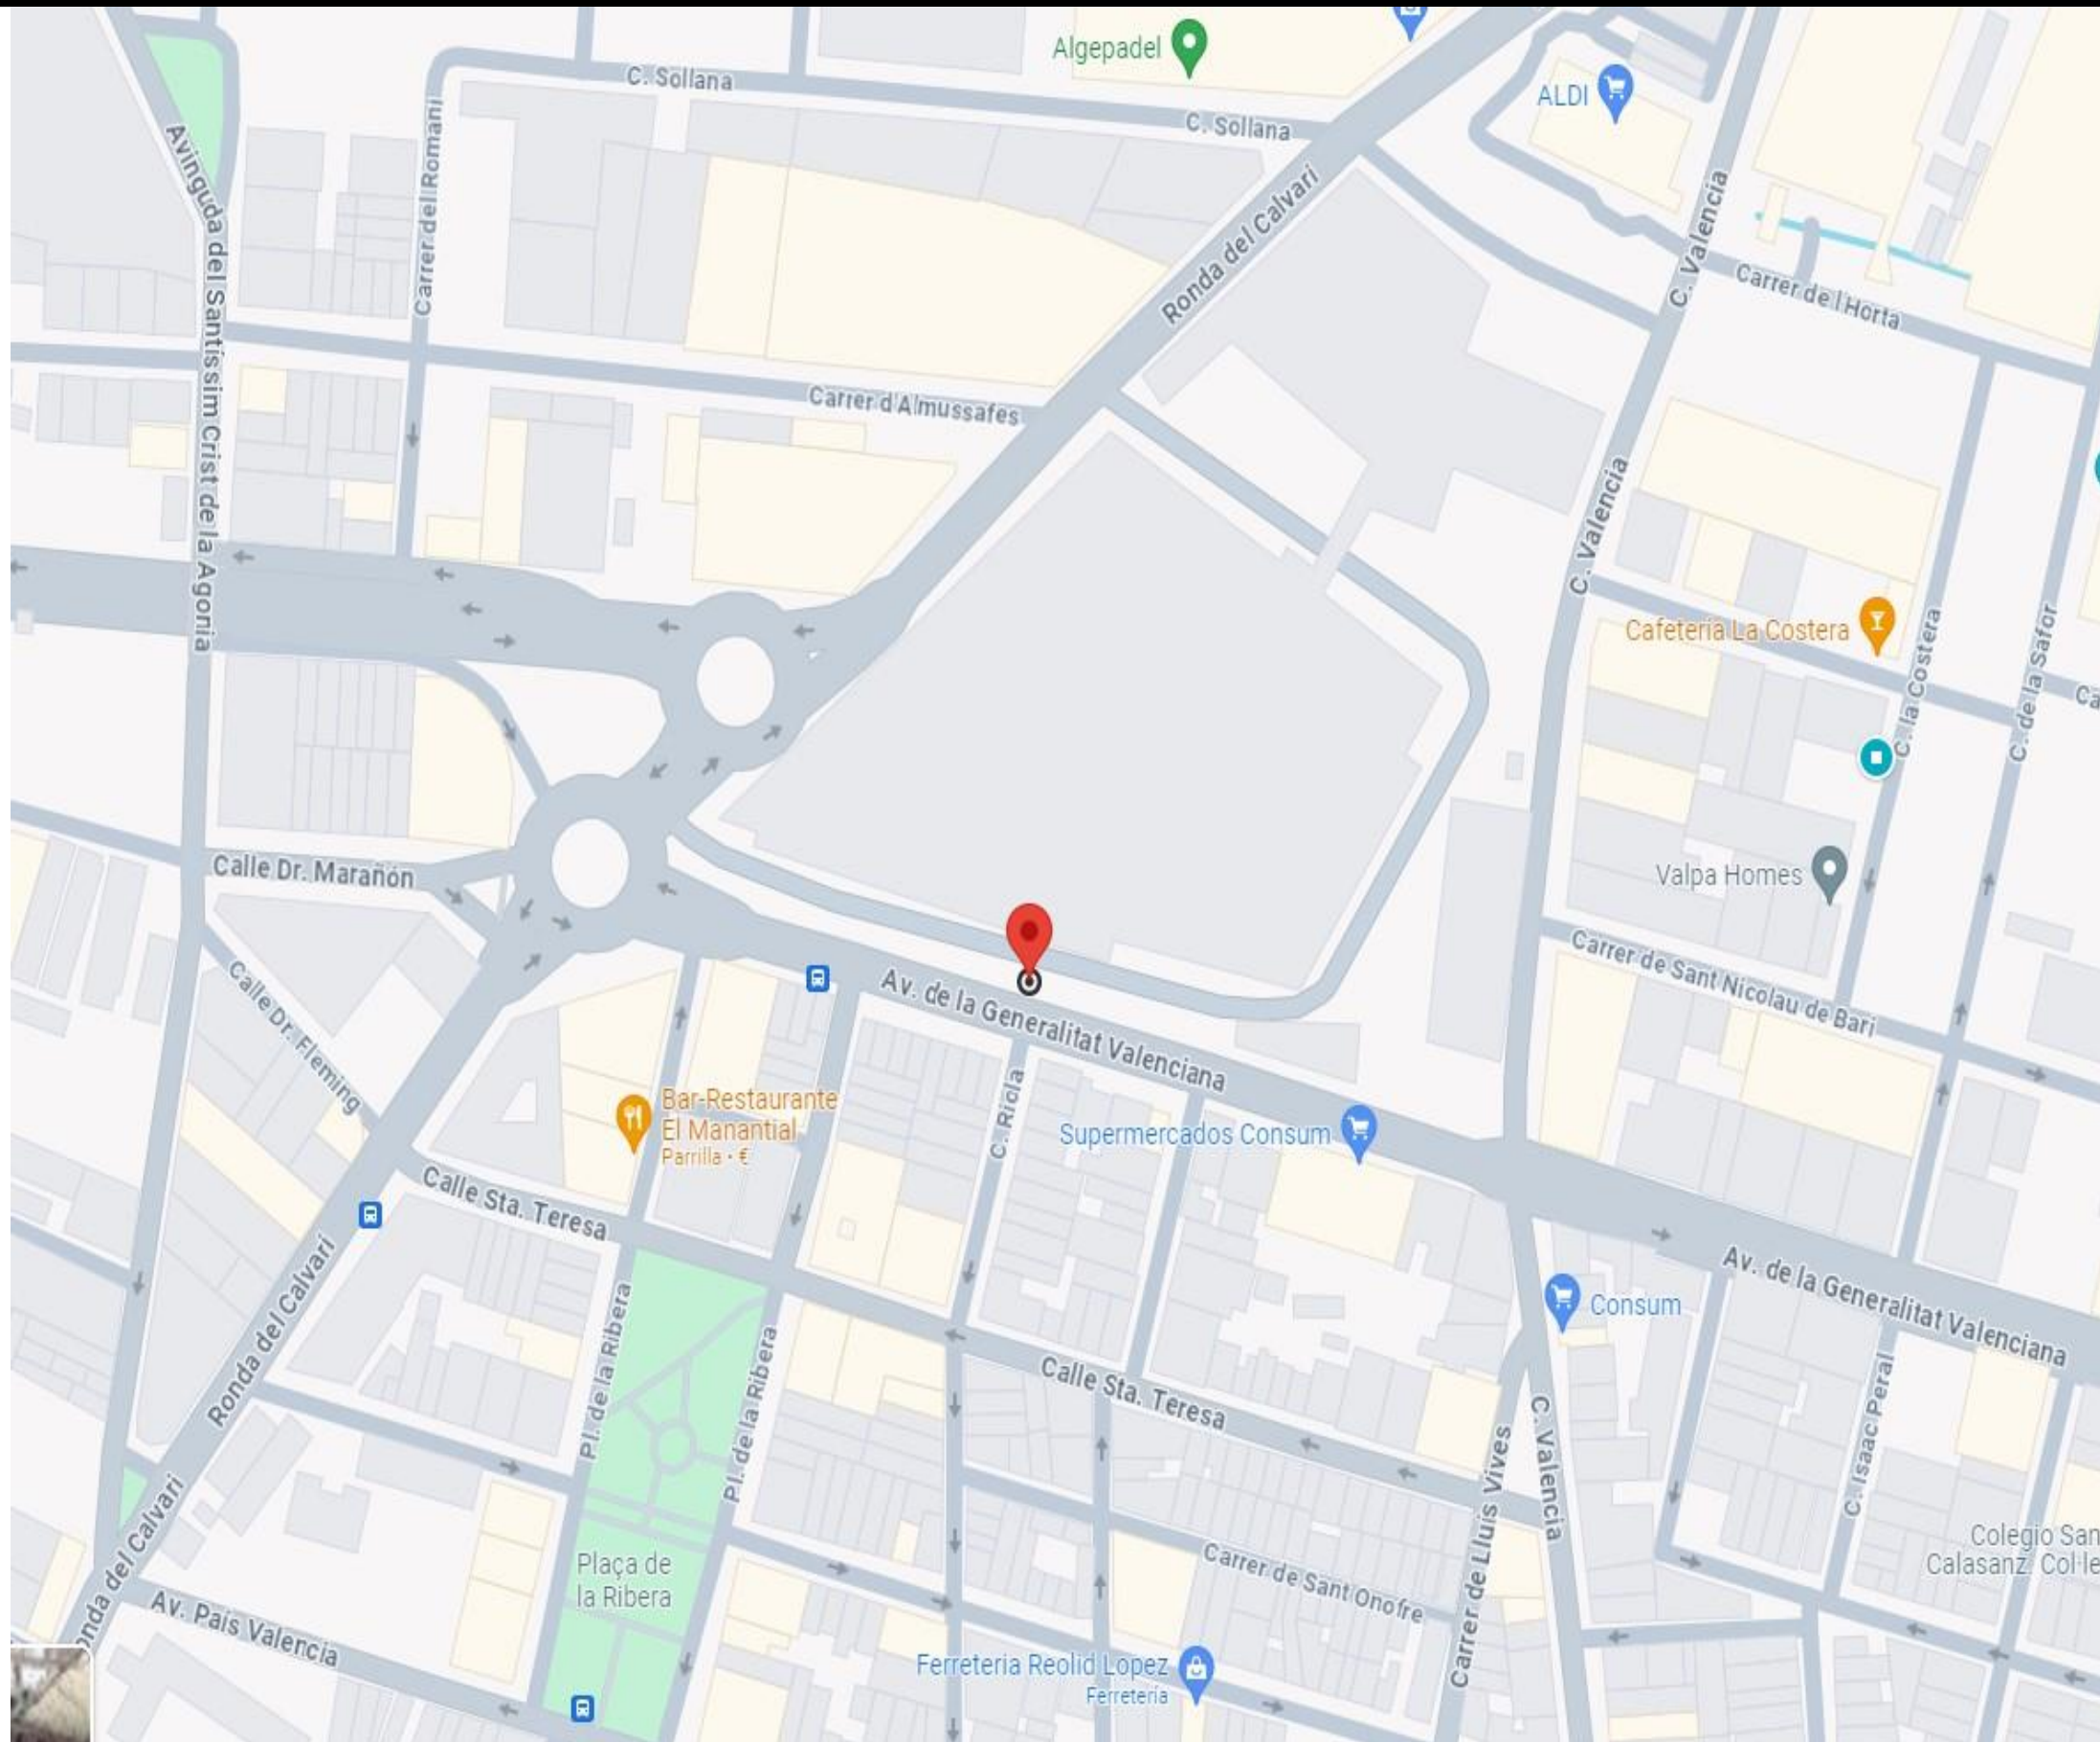 Algepadel
C. Sollana
ALDI
C. Sollana
Avinguda del Santíssim Crist de la Agonia
Carrer del Romaní
Ronda del Calvari
C. Valencia
Carrer de l'Horta
Carrer d'Almussafes
C. Valencia
Cafetería La Costera
C. la Costera
C. de la Safor
Calle Dr. Marañón
Valpa Homes
Carrer de Sant Nicolau de Bari
Av. de la Generalitat Valenciana
Calle Dr. Fleming
Bar-Restaurante
El Manantial
Parrilla • €
C. Riola
Supermercados Consum
Calle Sta. Teresa
Ronda del Calvari
Pl. de la Ribera
Pl. de la Ribera
Consum
Av. de la Generalitat Valenciana
Calle Sta. Teresa
C. Isaac Peral
Carrer de Lluís Vives
C. Valencia
Colegio San
Calasanz. Col·le
Plaça de
la Ribera
Carrer de Sant Onofre
Ronda del Calvari
Av. País Valencia
Ferreteria Reolid Lopez
Ferretería